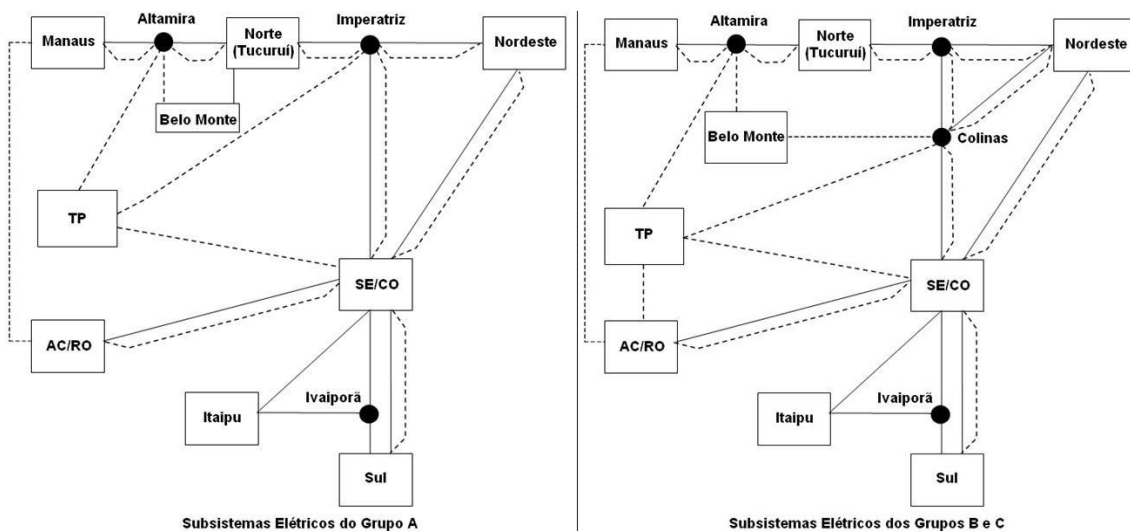 Altamira
Imperatriz
Manaus
Norte
(Tucuruí)
Nordeste
Belo Monte
TP
SE/CO
AC/RO
Ivaiporã
Itaipu
Sul
Subsistemas Elétricos do Grupo A
Altamira
Imperatriz
Manaus
Norte
(Tucuruí)
Nordeste
Belo Monte
Colinas
TP
SE/CO
AC/RO
Ivaiporã
Itaipu
Sul
Subsistemas Elétricos dos Grupos B e C